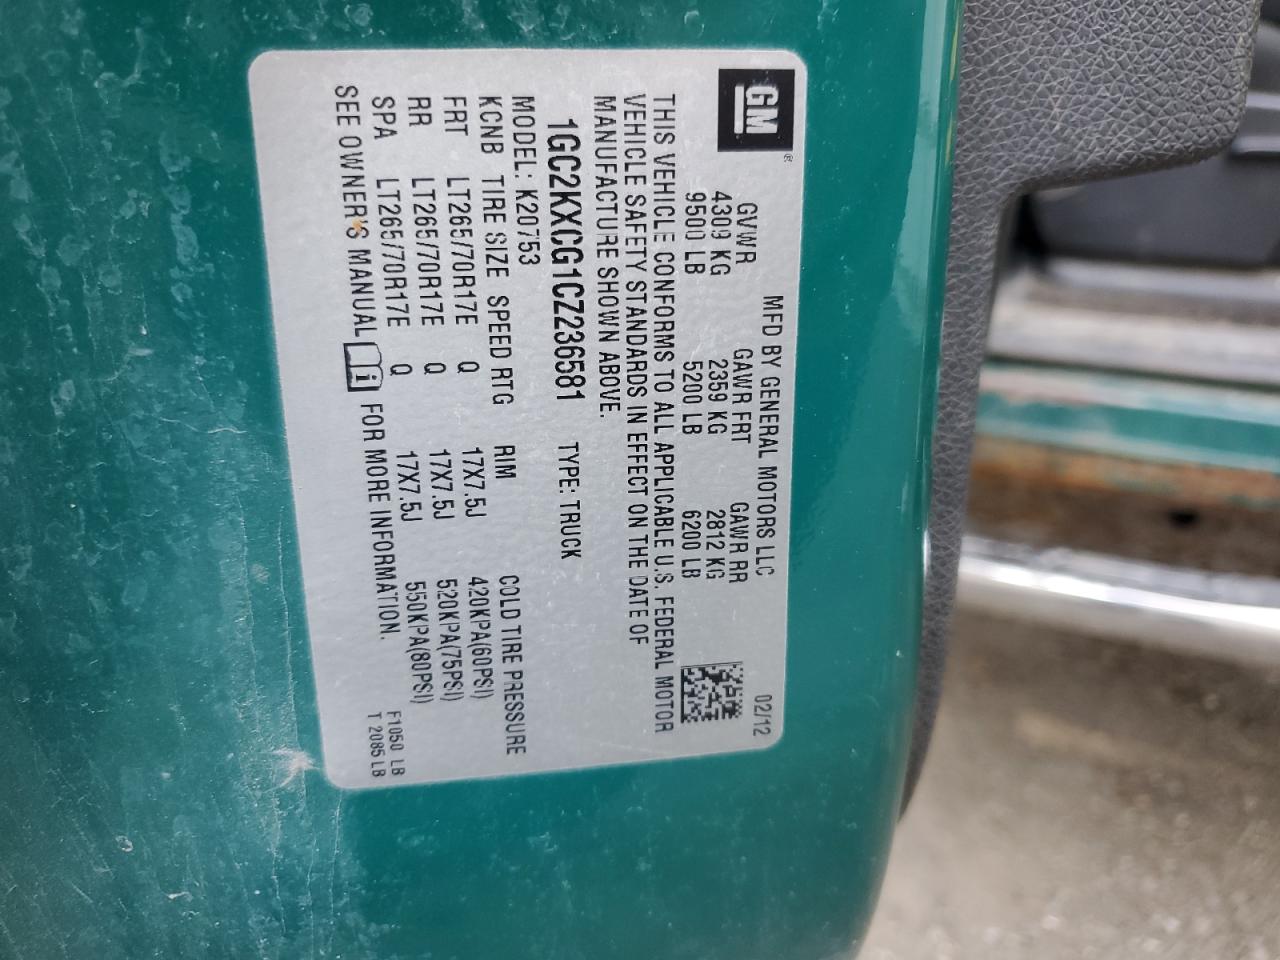 GM ®
MFD BY GENERAL MOTORS LLC 02/12
GVWR GAWR FRT GAWR RR
4309 KG 2359 KG 2812 KG
9500 LB 5200 LB 6200 LB
THIS VEHICLE CONFORMS TO ALL APPLICABLE U.S. FEDERAL MOTOR
VEHICLE SAFETY STANDARDS IN EFFECT ON THE DATE OF
MANUFACTURE SHOWN ABOVE.
1GC2KXCG1CZ236581 TYPE: TRUCK
MODEL: K20753
KCNB TIRE SIZE SPEED RTG RIM COLD TIRE PRESSURE
FRT LT265/70R17E Q 17X7.5J 420KPA(60PSI)
RR LT265/70R17E Q 17X7.5J 520KPA(75PSI)
SPA LT265/70R17E Q 17X7.5J 550KPA(80PSI)
SEE OWNER'S MANUAL i FOR MORE INFORMATION.
F1050 LB
T 2085 LB